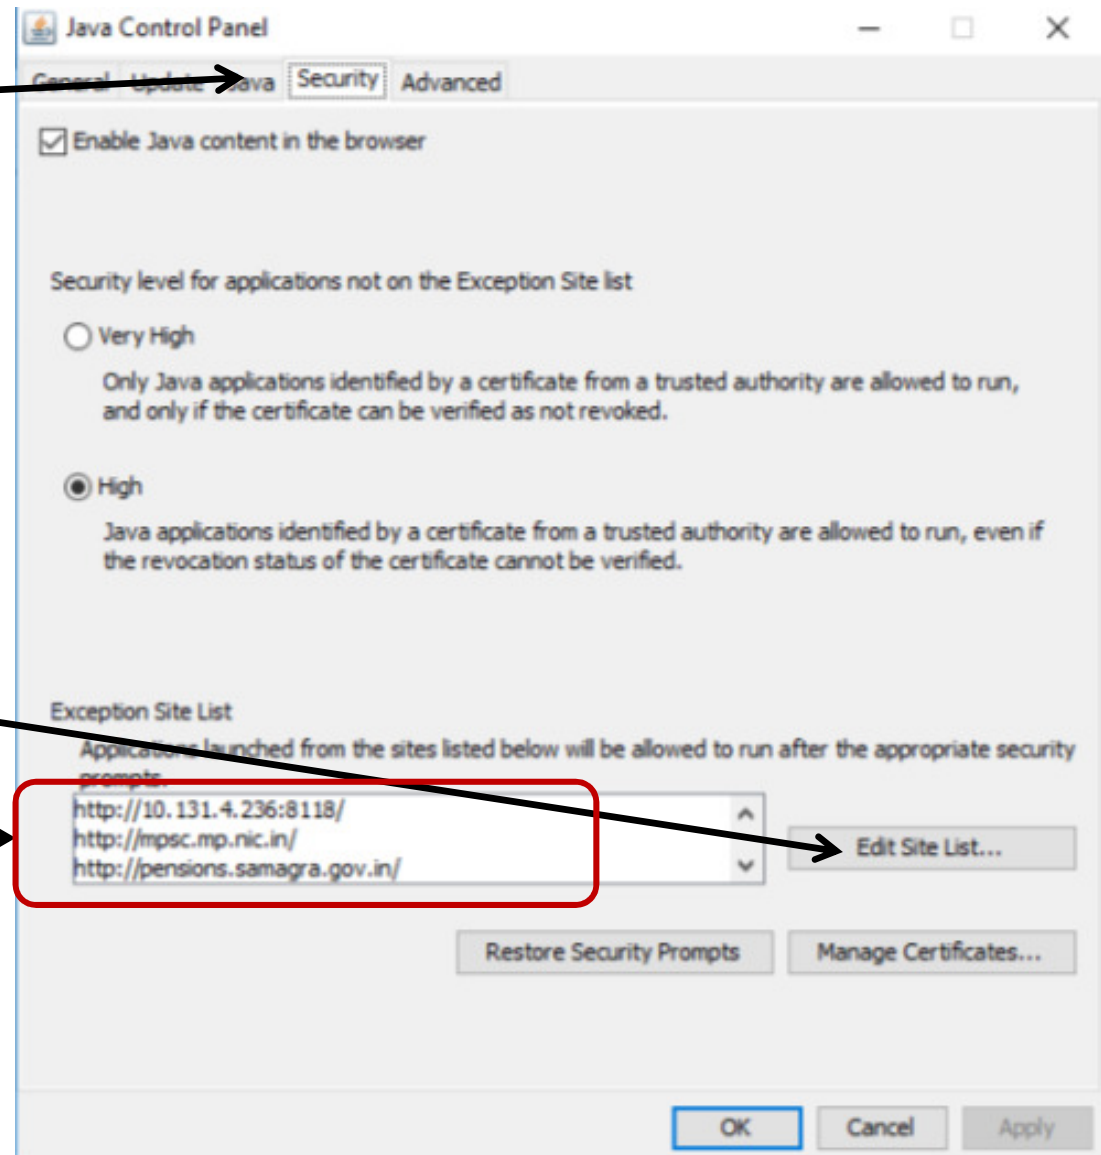 Java Control Panel
General Update Java Security Advanced
Enable Java content in the browser
Security level for applications not on the Exception Site list
Very High
Only Java applications identified by a certificate from a trusted authority are allowed to run,
and only if the certificate can be verified as not revoked.
High
Java applications identified by a certificate from a trusted authority are allowed to run, even if
the revocation status of the certificate cannot be verified.
Exception Site List
Applications launched from the sites listed below will be allowed to run after the appropriate security
prompts.
http://10.131.4.236:8118/
http://mpsc.mp.nic.in/
http://pensions.samagra.gov.in/
Edit Site List...
Restore Security Prompts Manage Certificates...
OK Cancel Apply